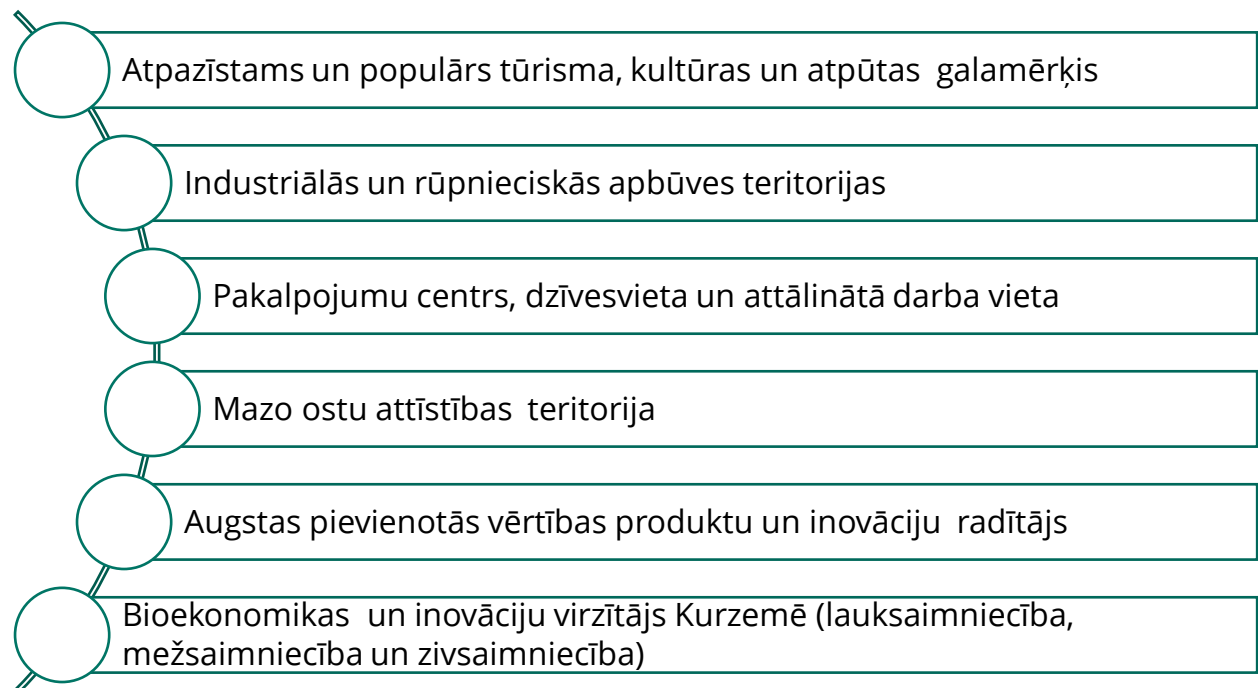 Atpazīstams un populārs tūrisma, kultūras un atpūtas galamērķis
Industriālās un rūpnieciskās apbūves teritorijas
Pakalpojumu centrs, dzīvesvieta un attālinātā darba vieta
Mazo ostu attīstības teritorija
Augstas pievienotās vērtības produktu un inovāciju radītājs
Bioekonomikas un inovāciju virzītājs Kurzemē (lauksaimniecība,
mežsaimniecība un zivsaimniecība)